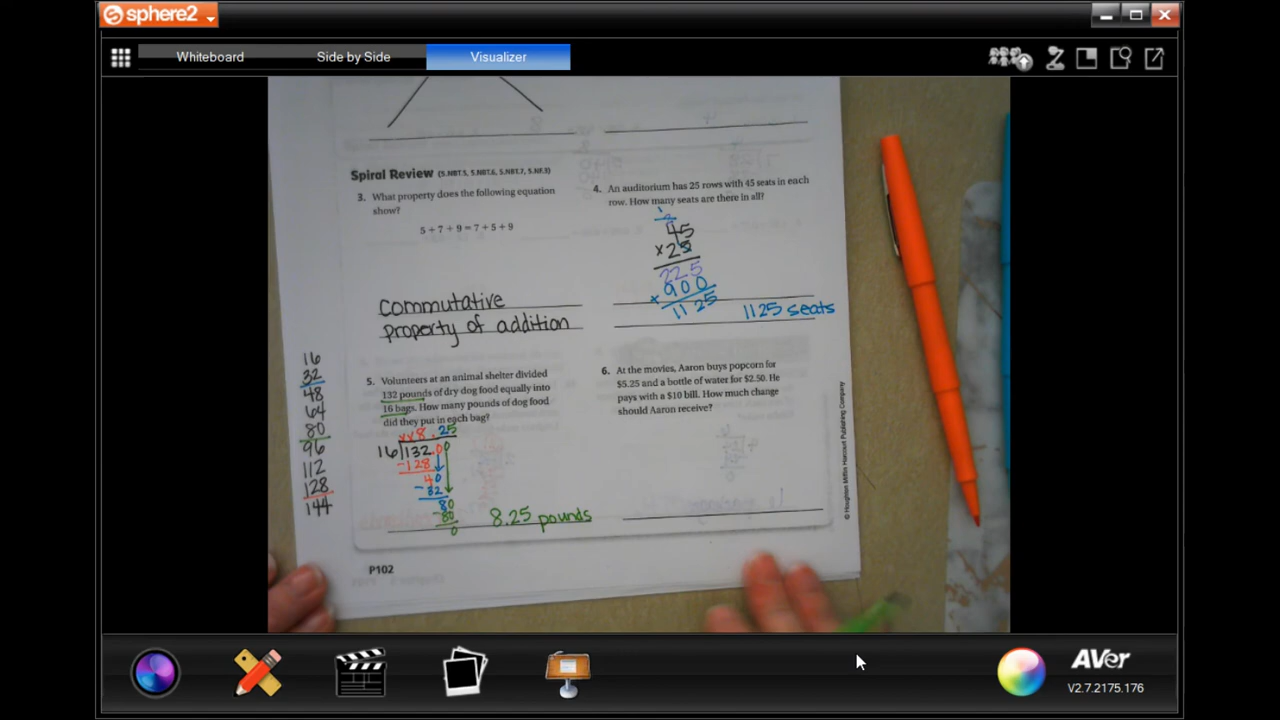 sphere2
Whiteboard Side by Side Visualizer
Spiral Review (5.NBT.5, 5.NBT.6, 5.NBT.7, 5.NF.3)
3. What property does the following equation
show?
5 + 7 + 9 = 7 + 5 + 9
commutative
property of addition
4. An auditorium has 25 rows with 45 seats in each
row. How many seats are there in all?
1
2
45
×25
225
900
1125
1125 seats
16
32
48
64
80
96
112
128
144
5. Volunteers at an animal shelter divided
132 pounds of dry dog food equally into
16 bags. How many pounds of dog food
did they put in each bag?
xx8.25
16 132.00
-128
40
-32
80
-80
0
8.25 pounds
6. At the movies, Aaron buys popcorn for
$5.25 and a bottle of water for $2.50. He
pays with a $10 bill. How much change
should Aaron receive?
P102
© Houghton Mifflin Harcourt Publishing Company
AVer
V2.7.2175.176